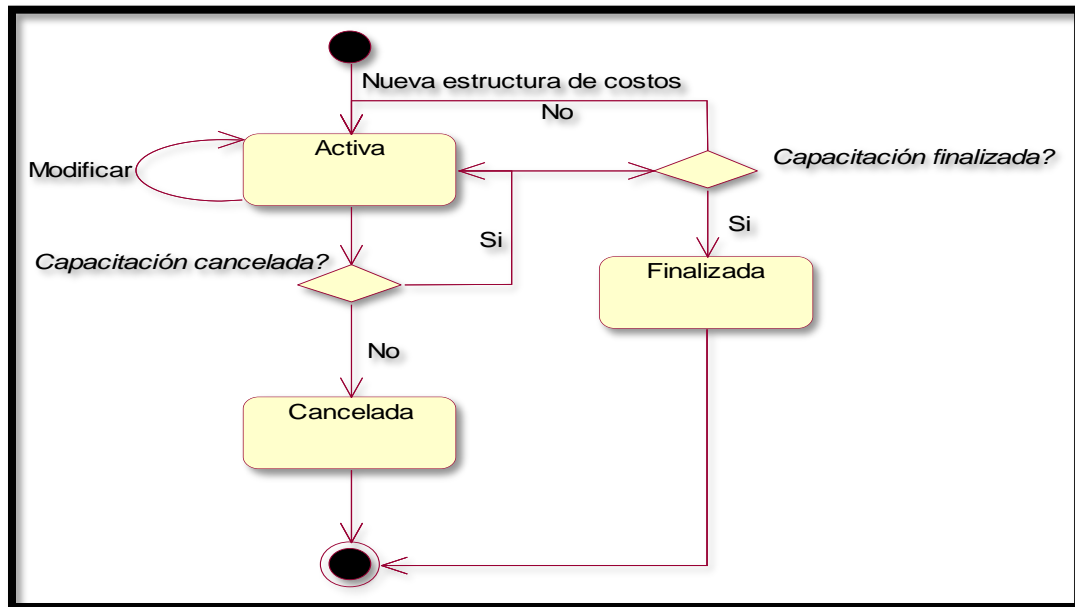 Nueva estructura de costos
No
Activa
Capacitación finalizada?
Modificar
Si
Si
Capacitación cancelada?
Finalizada
No
Cancelada